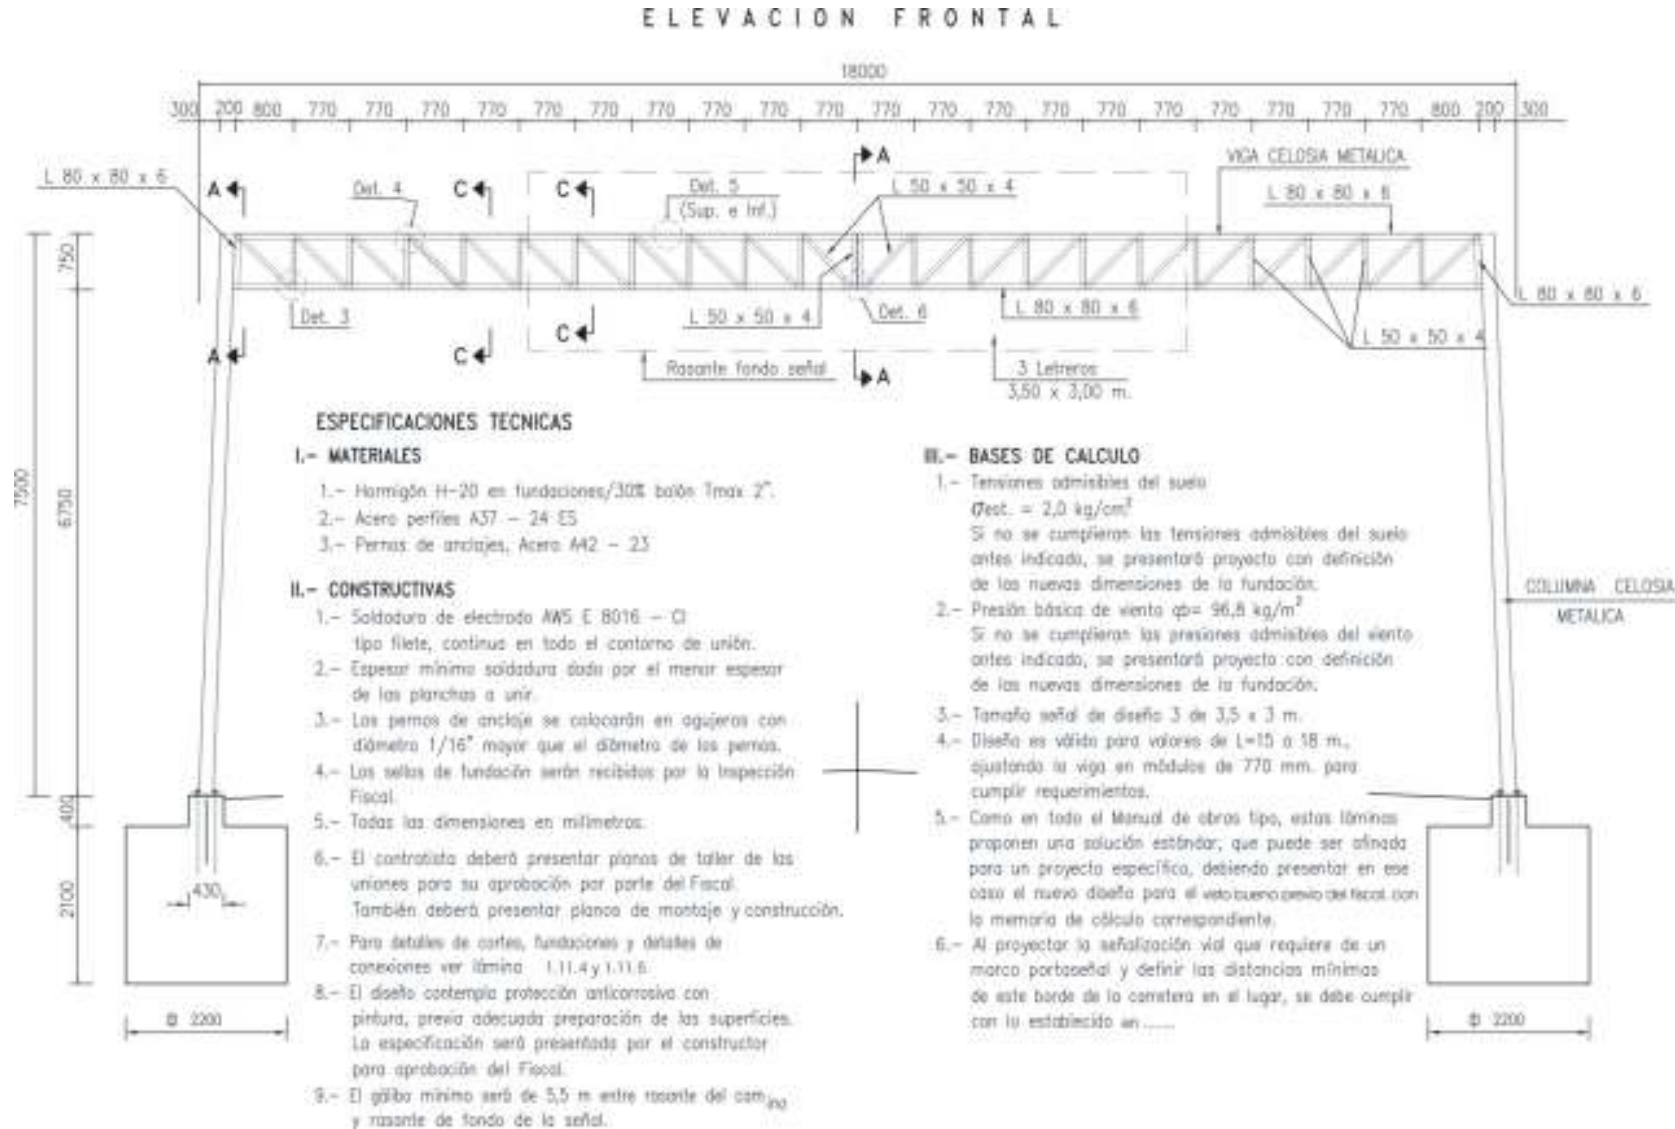 ELEVACION FRONTAL
18000
300 200 800 770 770 770 770 770 770 770 770 770 770 770 770 770 770 770 770 770 770 770 770 800 200 300
L 80 x 80 x 6
A
Det. 4
C
C
Det. 5
(Sup. e Inf.)
L 50 x 50 x 4
A
VIGA CELOSIA METALICA
L 80 x 80 x 6
750
Det. 3
L 50 x 50 x 4
Det. 6
L 80 x 80 x 6
L 80 x 80 x 6
L 50 x 50 x 4
A
C
C
Rasante fondo señal
A
3 Letreros
3,50 x 3,00 m.
7500
6750
400
2100
430
Ø 2200
ESPECIFICACIONES TECNICAS
I.- MATERIALES
1.- Hormigón H-20 en fundaciones/30% bolón Tmax 2".
2.- Acero perfiles A37 - 24 ES
3.- Pernos de anclajes, Acero A42 - 23
II.- CONSTRUCTIVAS
1.- Soldadura de electrodo AWS E 8016 - CI
tipo filete, continua en todo el contorno de unión.
2.- Espesor mínimo soldadura dado por el menor espesor
de las planchas a unir.
3.- Los pernos de anclaje se colocarán en agujeros con
diámetro 1/16" mayor que el diámetro de los pernos.
4.- Los sellos de fundación serán recibidos por la Inspección
Fiscal.
5.- Todas las dimensiones en milímetros.
6.- El contratista deberá presentar planos de taller de las
uniones para su aprobación por parte del Fiscal.
También deberá presentar planos de montaje y construcción.
7.- Para detalles de cortes, fundaciones y detalles de
conexiones ver lámina 1.11.4 y 1.11.6
8.- El diseño contempla protección anticorrosiva con
pintura, previa adecuada preparación de las superficies.
La especificación será presentada por el constructor
para aprobación del Fiscal.
9.- El gálibo mínimo será de 5,5 m entre rasante del camino
y rasante de fondo de la señal.
III.- BASES DE CALCULO
1.- Tensiones admisibles del suelo
σest. = 2,0 kg/cm²
Si no se cumplieran las tensiones admisibles del suelo
antes indicado, se presentará proyecto con definición
de las nuevas dimensiones de la fundación.
2.- Presión básica de viento qb= 96,8 kg/m²
Si no se cumplieran las presiones admisibles del viento
antes indicado, se presentará proyecto con definición
de las nuevas dimensiones de la fundación.
3.- Tamaño señal de diseño 3 de 3,5 x 3 m.
4.- Diseño es válido para valores de L=15 a 18 m.,
ajustando la viga en módulos de 770 mm. para
cumplir requerimientos.
5.- Como en todo el Manual de obras tipo, estas láminas
proponen una solución estándar, que puede ser afinada
para un proyecto específico, debiendo presentar en ese
caso el nuevo diseño para el visto bueno previo del fiscal con
la memoria de cálculo correspondiente.
6.- Al proyectar la señalización vial que requiere de un
marco portaseñal y definir las distancias mínimas
de este borde de la carretera en el lugar, se debe cumplir
con lo establecido en .....
COLUMNA CELOSIA
METALICA
Ø 2200